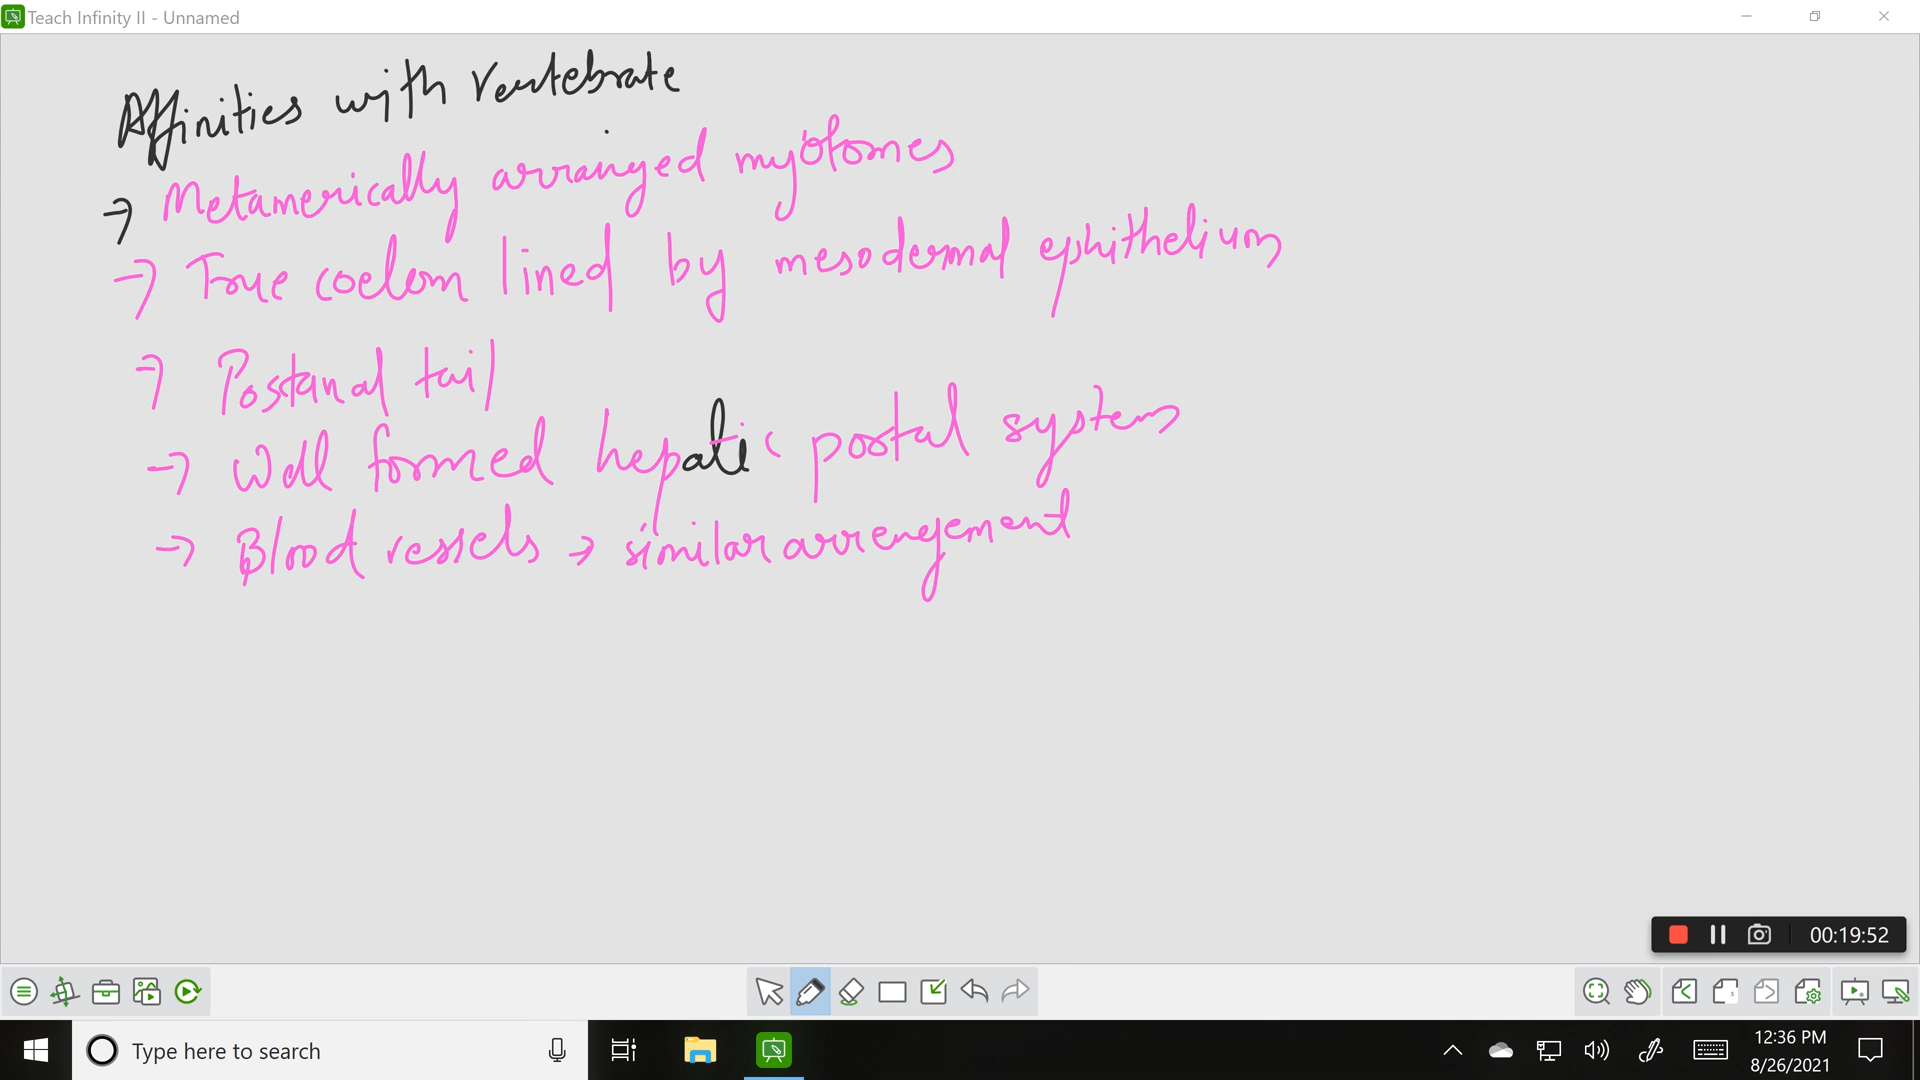 Teach Infinity II - Unnamed
Affinities with Vertebrate
→ Metamerically arranged myotomes
→ True coelom lined by mesodermal ephithelium
→ Postanal tail
→ Well formed hepatic portal system
→ Blood vessels → similar arrengement
00:19:52
Type here to search
12:36 PM
8/26/2021